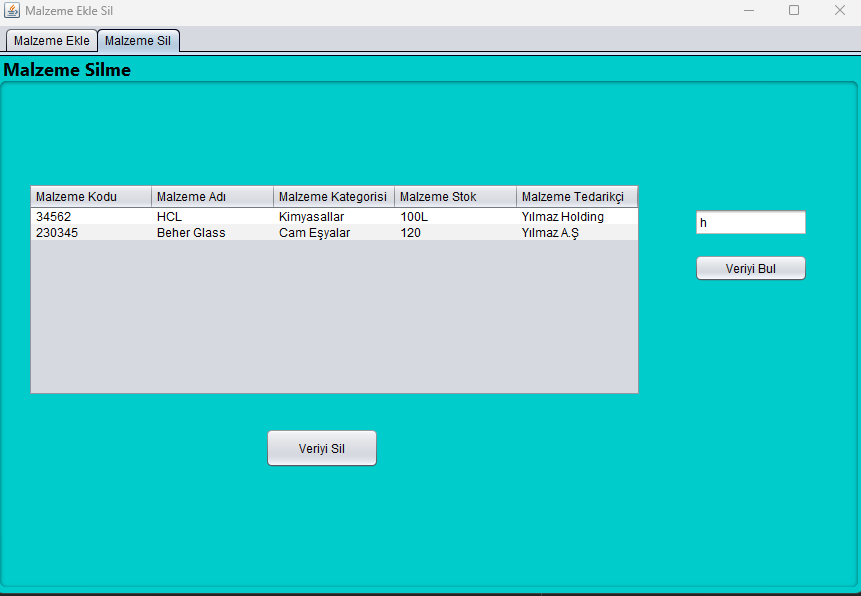 Malzeme Ekle Sil
Malzeme Ekle Malzeme Sil
Malzeme Silme
Malzeme Kodu Malzeme Adı Malzeme Kategorisi Malzeme Stok Malzeme Tedarikçi
34562 HCL Kimyasallar 100L Yılmaz Holding
230345 Beher Glass Cam Eşyalar 120 Yılmaz A.Ş
h
Veriyi Bul
Veriyi Sil